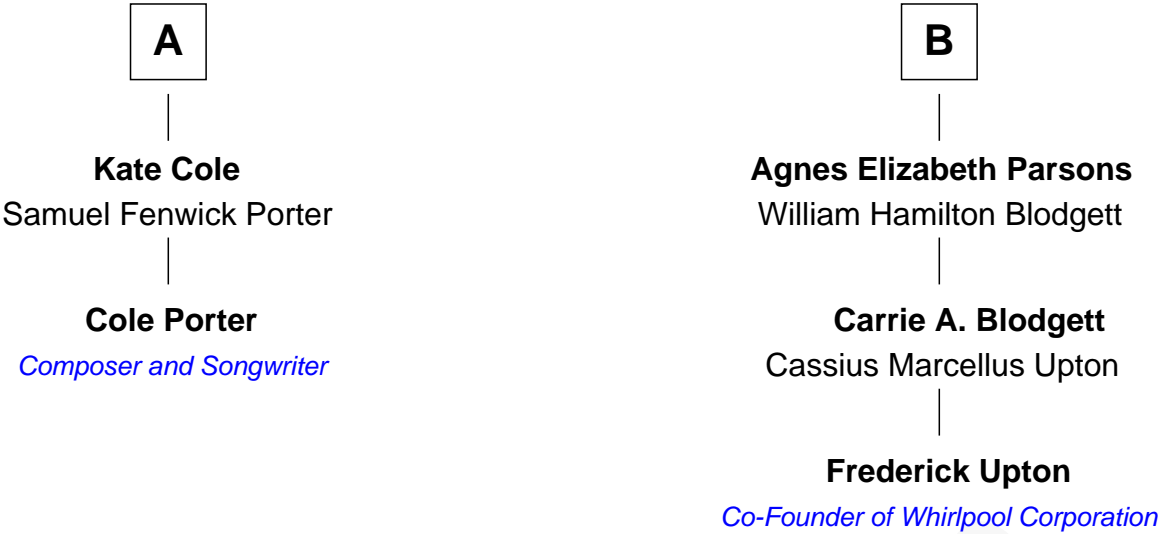 A
Kate Cole
Samuel Fenwick Porter
Cole Porter
Composer and Songwriter
B
Agnes Elizabeth Parsons
William Hamilton Blodgett
Carrie A. Blodgett
Cassius Marcellus Upton
Frederick Upton
Co-Founder of Whirlpool Corporation